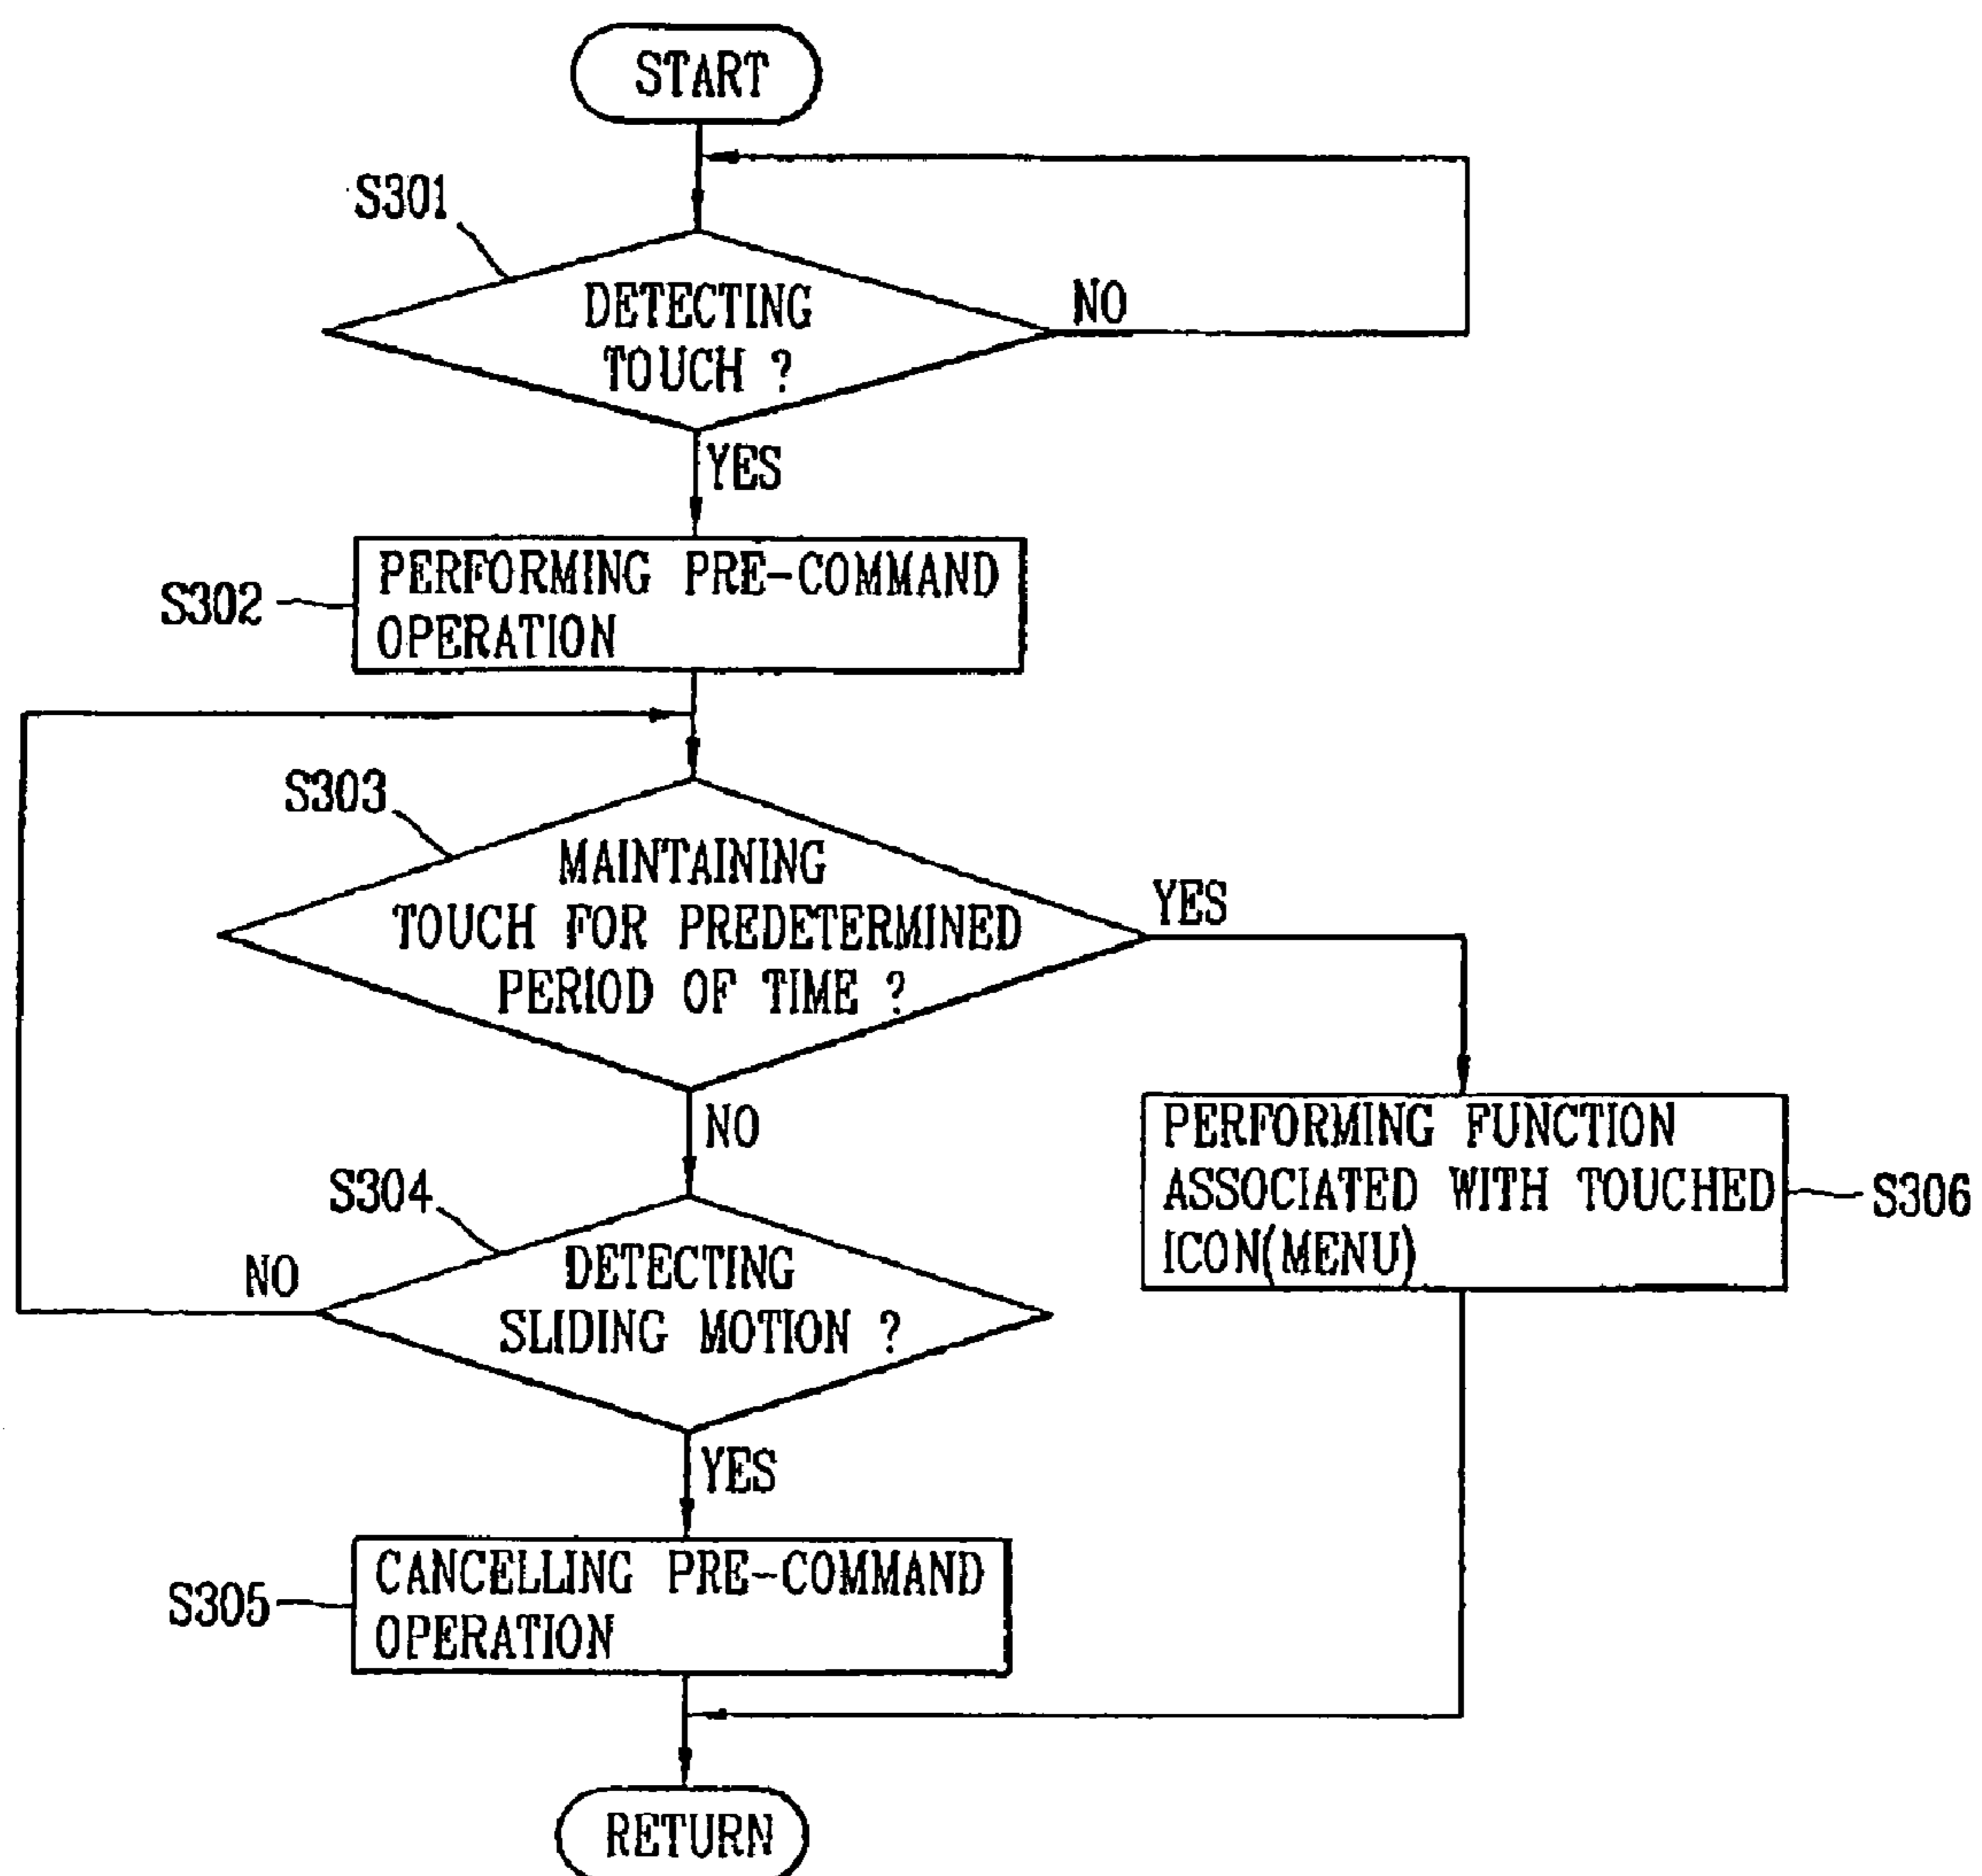 START
S301
DETECTING
TOUCH ?
NO
YES
S302
PERFORMING PRE-COMMAND
OPERATION
S303
MAINTAINING
TOUCH FOR PREDETERMINED
PERIOD OF TIME ?
YES
NO
S304
DETECTING
SLIDING MOTION ?
NO
YES
PERFORMING FUNCTION
ASSOCIATED WITH TOUCHED
ICON(MENU)
S306
S305
CANCELLING PRE-COMMAND
OPERATION
RETURN